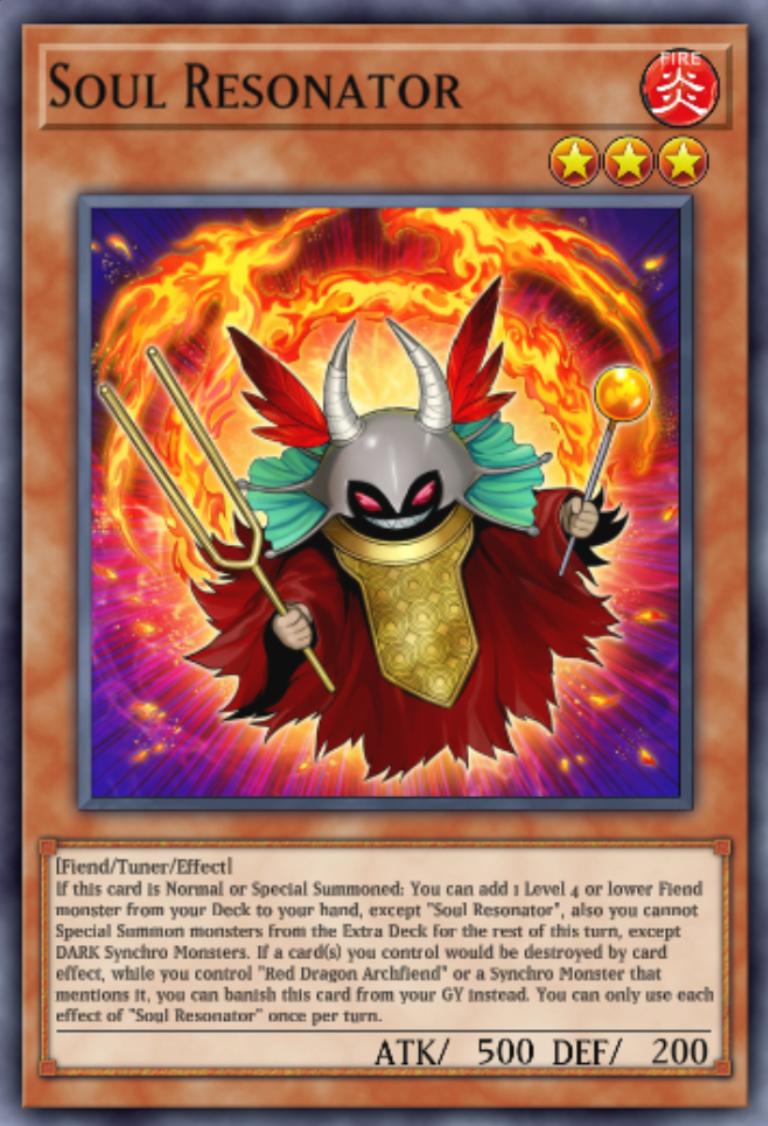 Soul Resonator
FIRE
炎
[Fiend/Tuner/Effect]
If this card is Normal or Special Summoned: You can add 1 Level 4 or lower Fiend
monster from your Deck to your hand, except "Soul Resonator", also you cannot
Special Summon monsters from the Extra Deck for the rest of this turn, except
DARK Synchro Monsters. If a card(s) you control would be destroyed by card
effect, while you control "Red Dragon Archfiend" or a Synchro Monster that
mentions it, you can banish this card from your GY instead. You can only use each
effect of "Soul Resonator" once per turn.
ATK/ 500 DEF/ 200